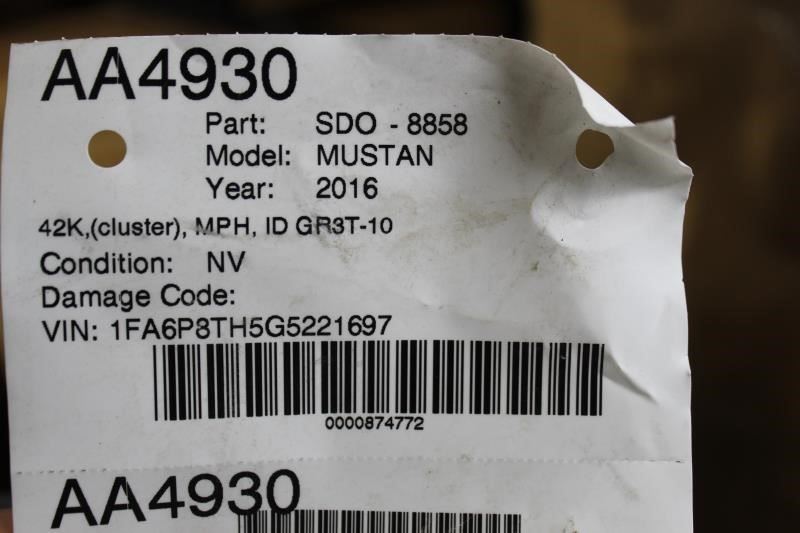 AA4930
Part: SDO - 8858
Model: MUSTAN
Year: 2016
42K,(cluster), MPH, ID GR3T-10
Condition: NV
Damage Code:
VIN: 1FA6P8TH5G5221697
0000874772
AA4930